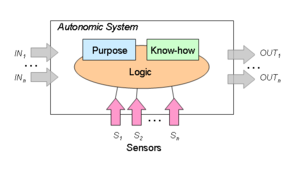 Autonomic System
Purpose
Know-how
Logic
IN1
...
INn
OUT1
...
OUTn
S1 S2 ... Sn
Sensors